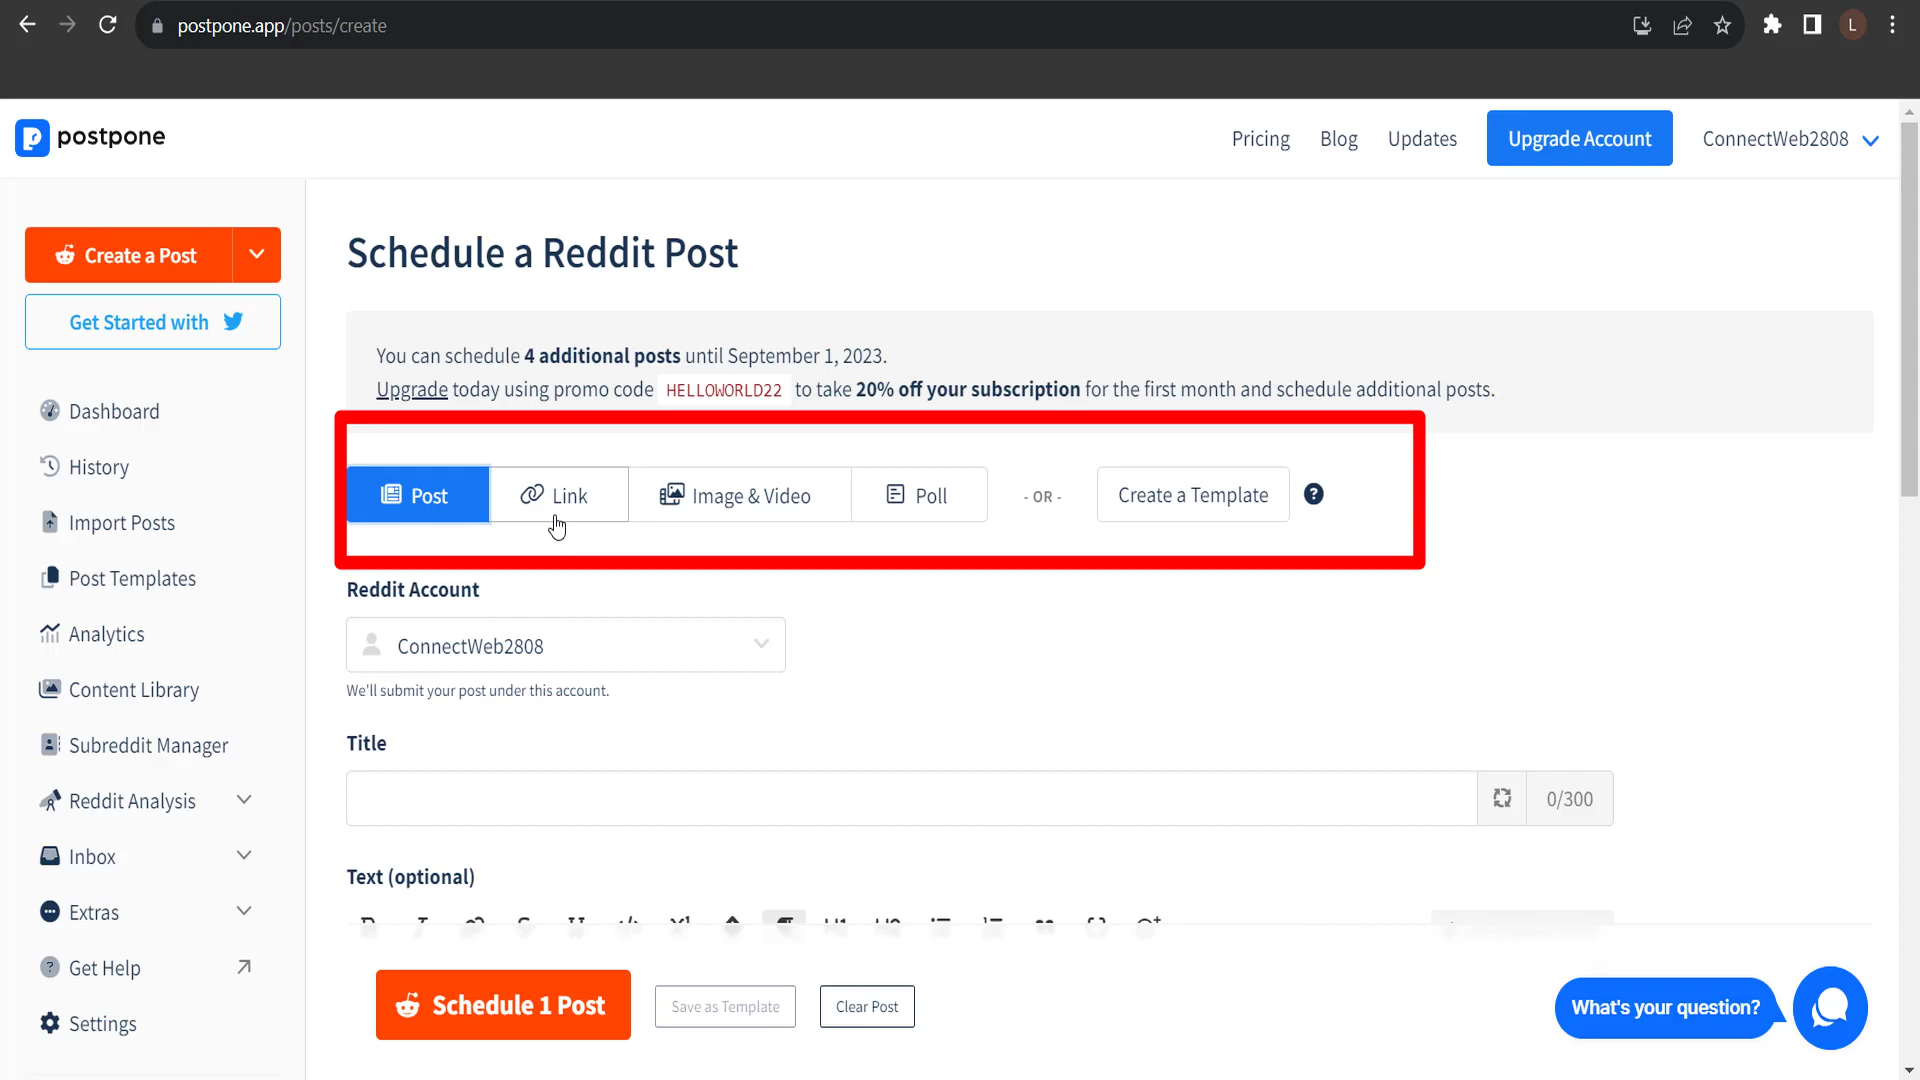 postpone.app/posts/create
L
postpone
Pricing
Blog
Updates
Upgrade Account
ConnectWeb2808
Create a Post
Get Started with
Dashboard
History
Import Posts
Post Templates
Analytics
Content Library
Subreddit Manager
Reddit Analysis
Inbox
Extras
Get Help
Settings
Schedule a Reddit Post
You can schedule 4 additional posts until September 1, 2023.
Upgrade today using promo code HELLOWORLD22 to take 20% off your subscription for the first month and schedule additional posts.
Post
Link
Image & Video
Poll
- OR -
Create a Template
?
Reddit Account
ConnectWeb2808
We'll submit your post under this account.
Title
0/300
Text (optional)
Schedule 1 Post
Save as Template
Clear Post
What's your question?